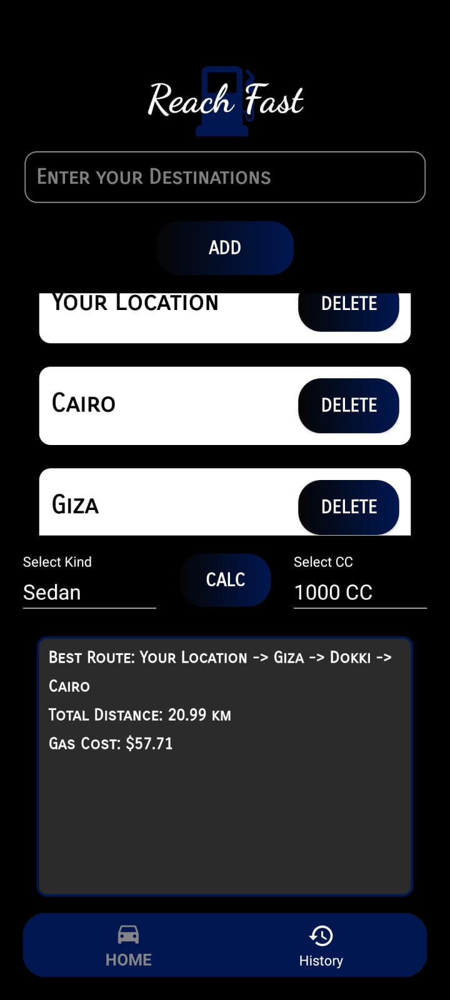 Reach Fast
Enter your Destinations
ADD
Your Location
DELETE
Cairo
DELETE
Giza
DELETE
Select Kind
Sedan
CALC
Select CC
1000 CC
Best Route: Your Location -> Giza -> Dokki ->
Cairo
Total Distance: 20.99 km
Gas Cost: $57.71
HOME
History